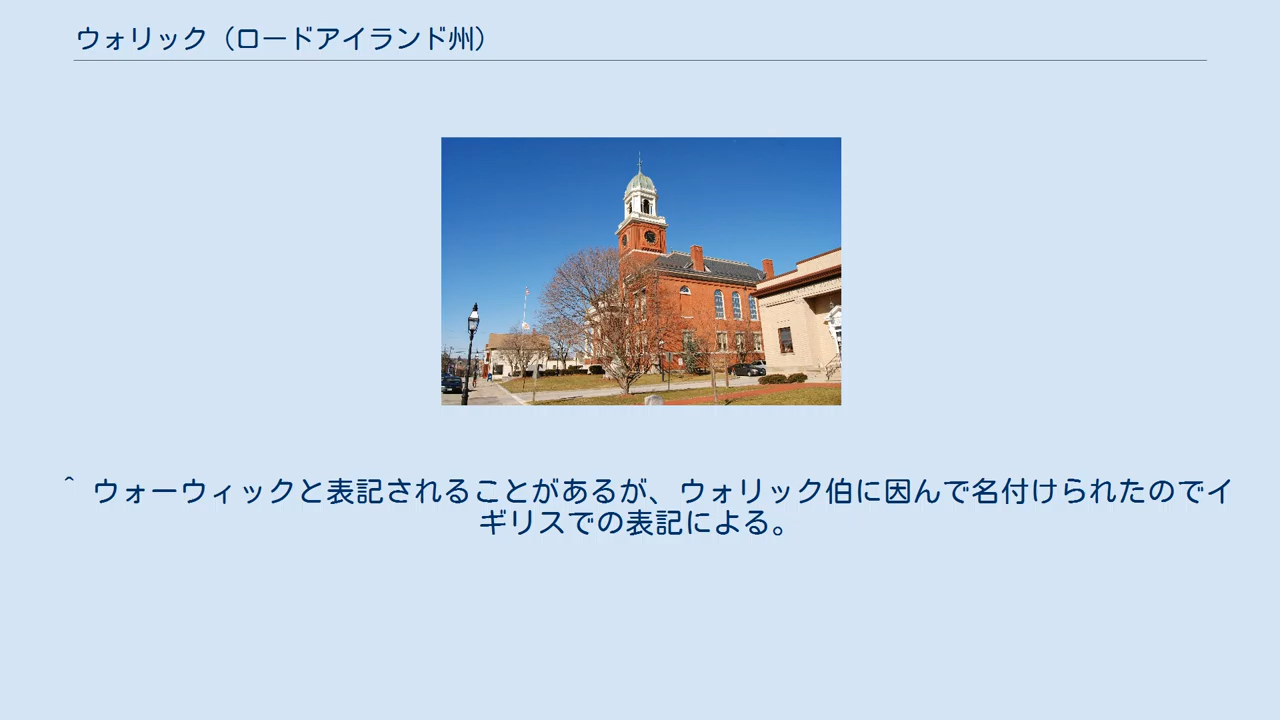 ウォリック（ロードアイランド州）
^ ウォーウィックと表記されることがあるが、ウォリック伯に因んで名付けられたのでイ
ギリスでの表記による。